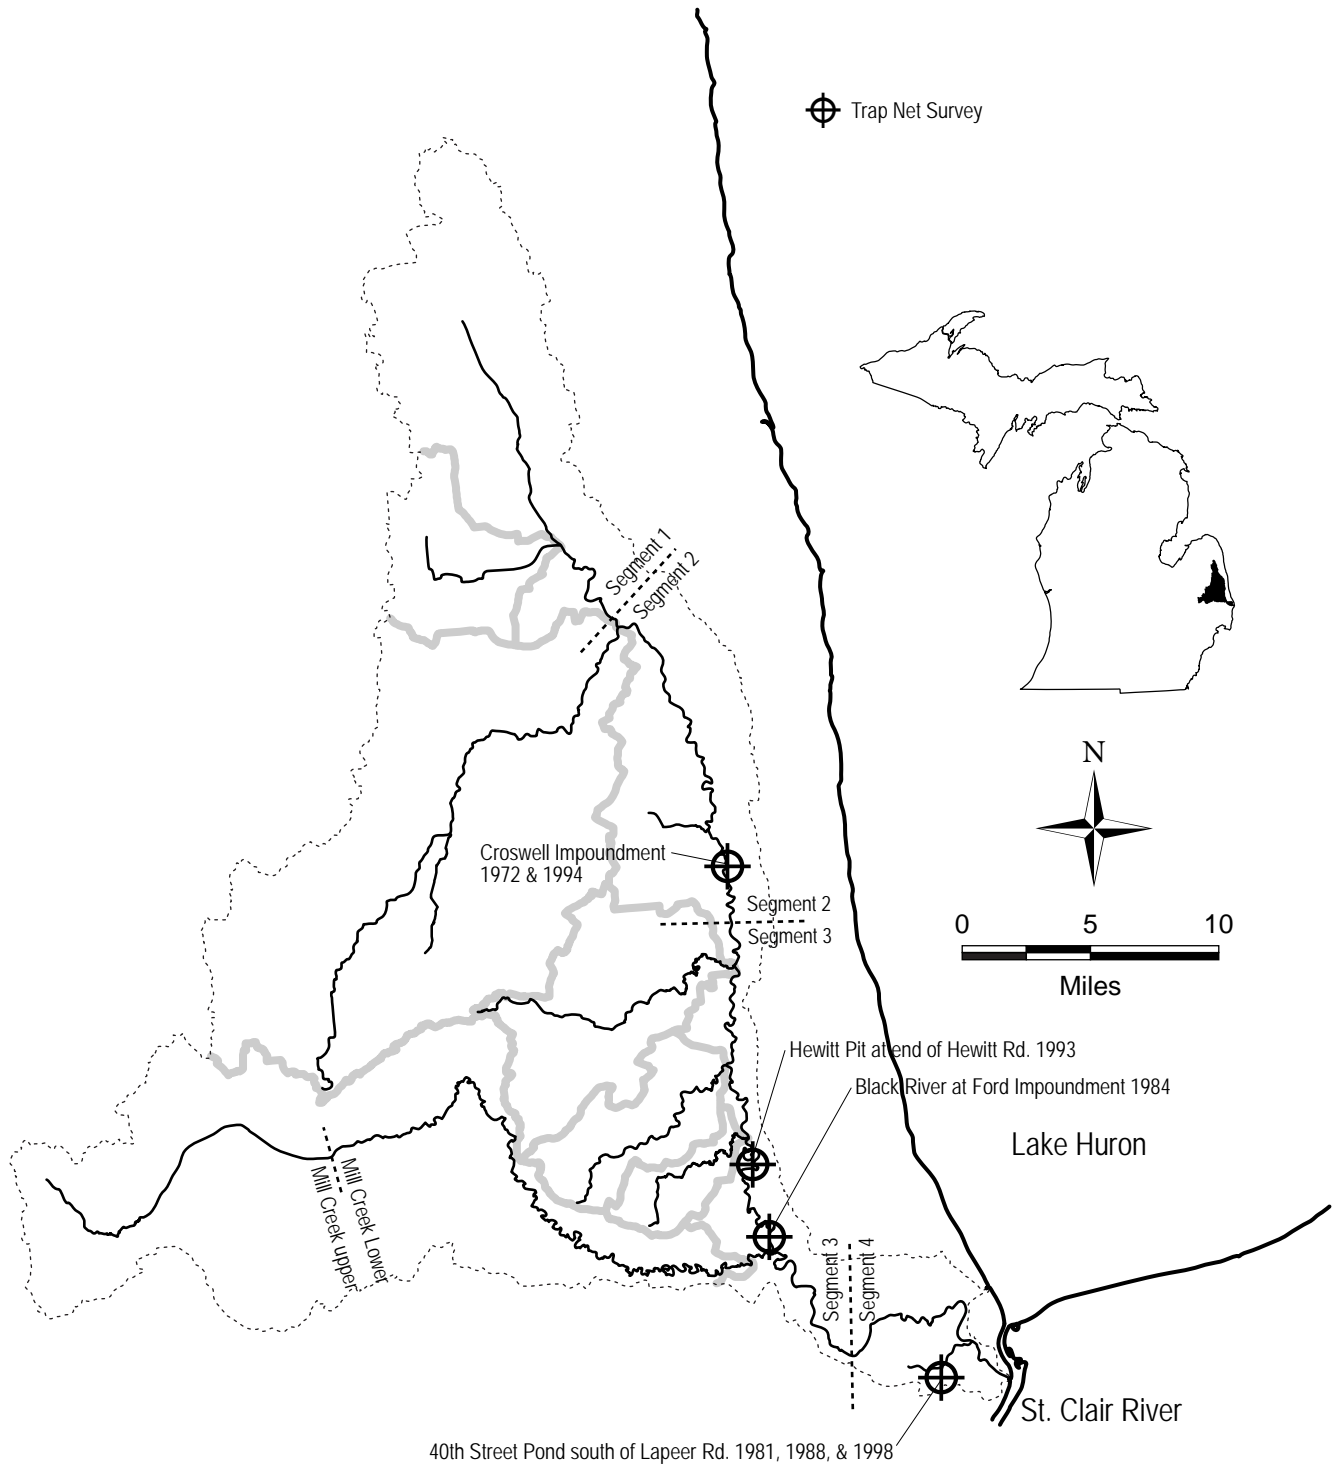 Trap Net Survey
Segment 1
Segment 2
N
Croswell Impoundment
1972 & 1994
Segment 2
Segment 3
0 5 10
Miles
Hewitt Pit at end of Hewitt Rd. 1993
Black River at Ford Impoundment 1984
Lake Huron
Mill Creek Lower
Mill Creek upper
Segment 3
Segment 4
St. Clair River
40th Street Pond south of Lapeer Rd. 1981, 1988, & 1998